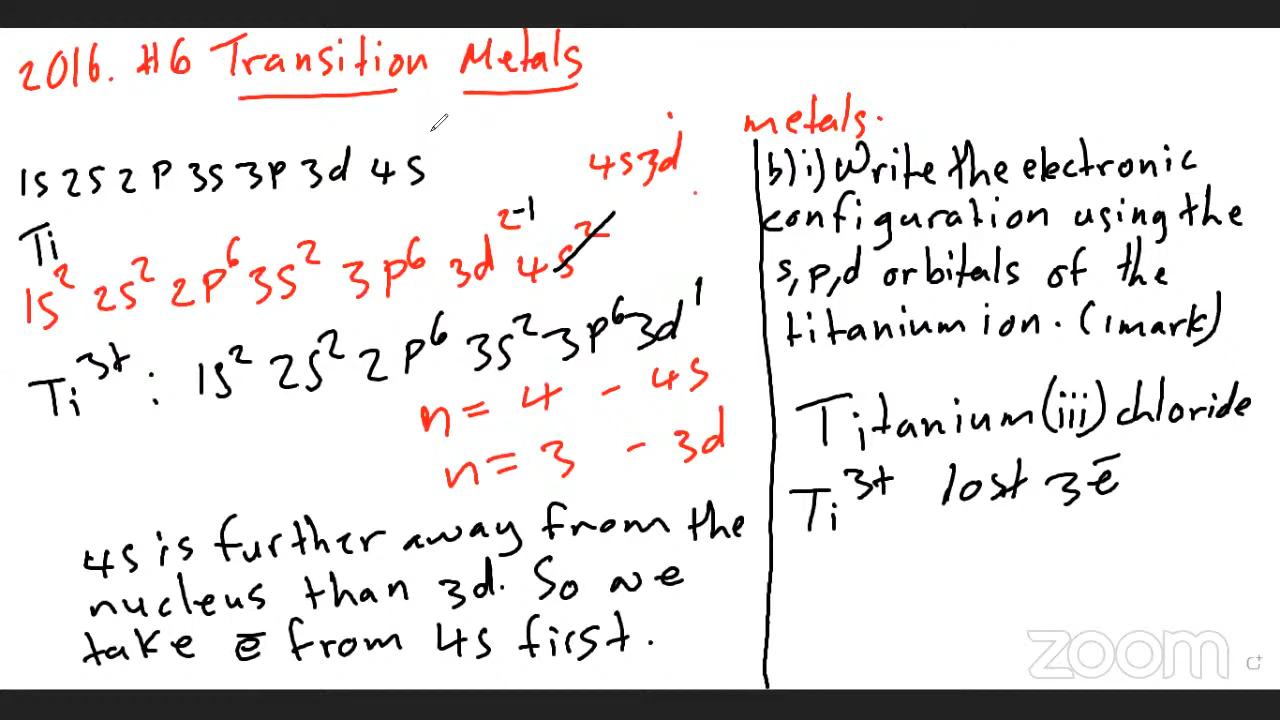 2016. #6 Transition Metals
1s 2s 2p 3s 3p 3d 4s
4s 3d
Ti
1s² 2s² 2p⁶ 3s² 3p⁶ 3d²⁻¹ 4s²
Ti³⁺: 1s² 2s² 2p⁶ 3s² 3p⁶ 3d¹
n = 4 - 4s
n = 3 - 3d
4s is further away from the
nucleus than 3d. So we
take e̅ from 4s first.
metals.
b)i) Write the electronic
configuration using the
s, p, d orbitals of the
titanium ion. (1 mark)
Titanium (iii) chloride
Ti³⁺ lost 3 e̅
zoom